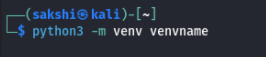 ┌──(sakshi㉿kali)-[~]
└─$ python3 -m venv venvname